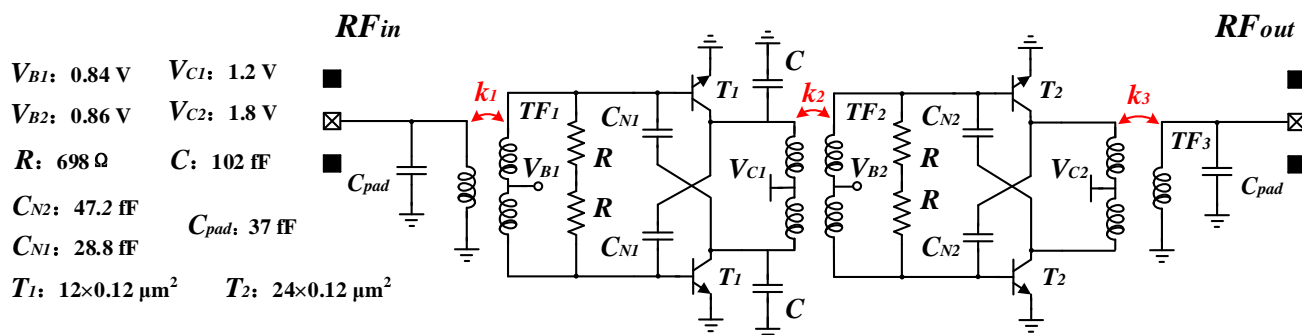 RFin
RFout
VB1: 0.84 V VC1: 1.2 V
VB2: 0.86 V VC2: 1.8 V
R: 698 Ω C: 102 fF
CN2: 47.2 fF
CN1: 28.8 fF
Cpad: 37 fF
T1: 12×0.12 μm² T2: 24×0.12 μm²
Cpad
k1
TF1
VB1
R
R
CN1
CN1
T1
T1
C
C
VC1
k2
TF2
VB2
R
R
CN2
CN2
T2
T2
VC2
k3
TF3
Cpad